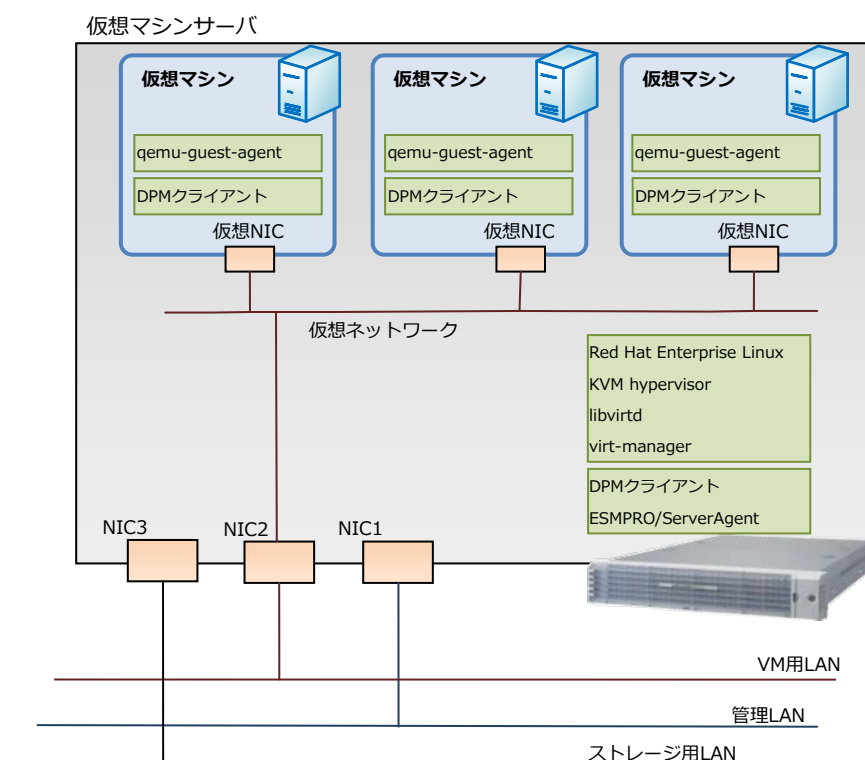 仮想マシンサーバ
仮想マシン
qemu-guest-agent
DPMクライアント
仮想NIC
仮想マシン
qemu-guest-agent
DPMクライアント
仮想NIC
仮想マシン
qemu-guest-agent
DPMクライアント
仮想NIC
仮想ネットワーク
Red Hat Enterprise Linux
KVM hypervisor
libvirtd
virt-manager
DPMクライアント
ESMPRO/ServerAgent
NIC3
NIC2
NIC1
VM用LAN
管理LAN
ストレージ用LAN